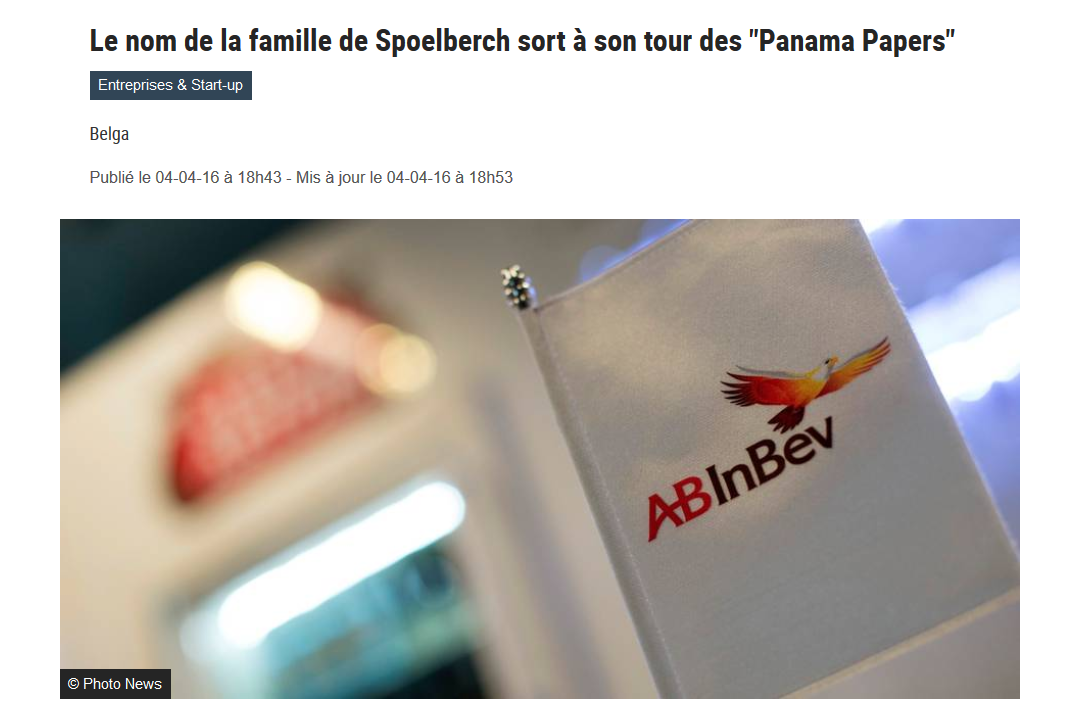 Le nom de la famille de Spoelberch sort à son tour des "Panama Papers"
Entreprises & Start-up
Belga
Publié le 04-04-16 à 18h43 - Mis à jour le 04-04-16 à 18h53
ABInBev
© Photo News